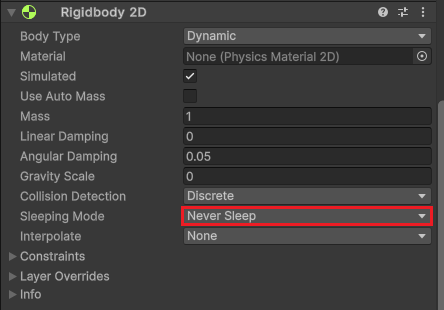 Rigidbody 2D
Body Type Dynamic
Material None (Physics Material 2D)
Simulated
Use Auto Mass
Mass 1
Linear Damping 0
Angular Damping 0.05
Gravity Scale 0
Collision Detection Discrete
Sleeping Mode Never Sleep
Interpolate None
Constraints
Layer Overrides
Info